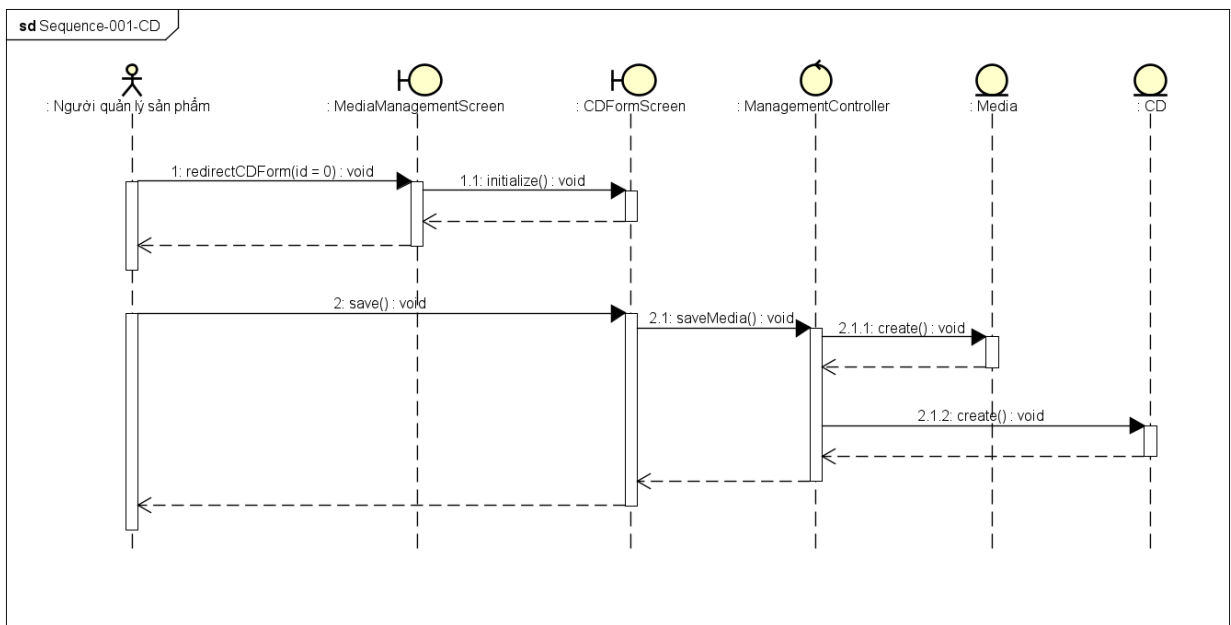 sd Sequence-001-CD
: Người quản lý sản phẩm
: MediaManagementScreen
: CDFormScreen
: ManagementController
: Media
: CD
1: redirectCDForm(id = 0) : void
1.1: initialize() : void
2: save() : void
2.1: saveMedia() : void
2.1.1: create() : void
2.1.2: create() : void